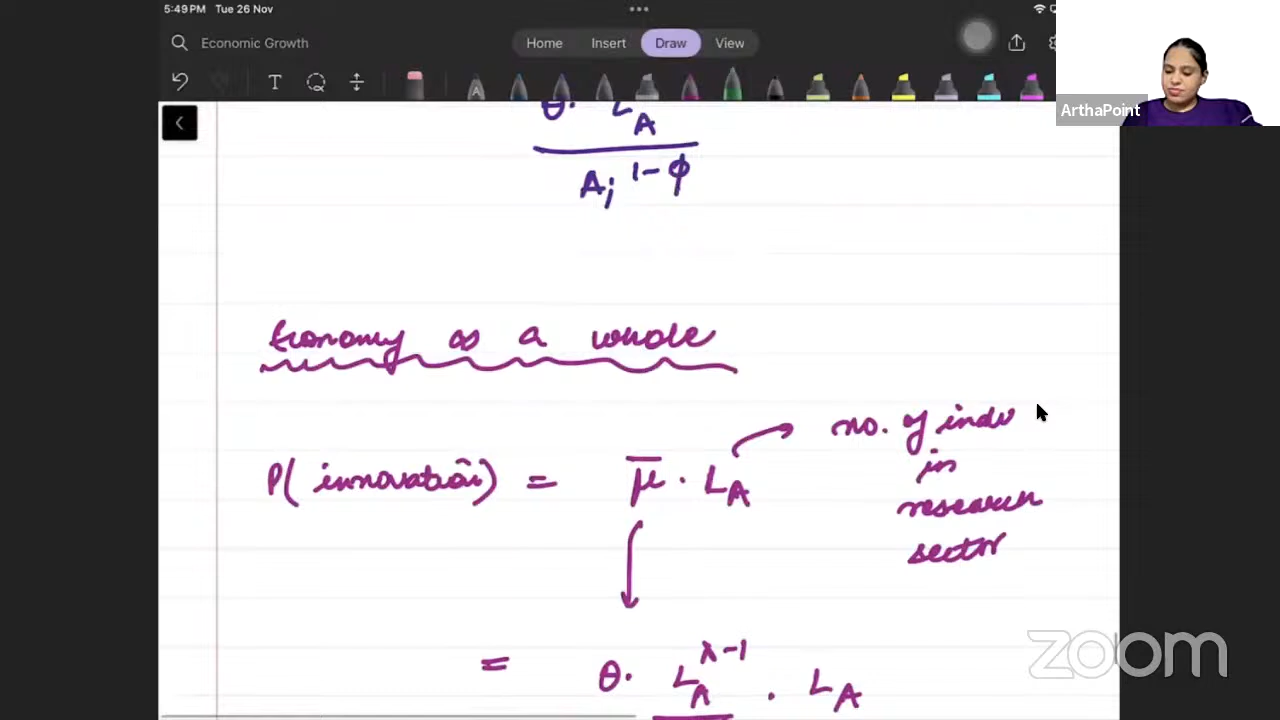 5:49 PM Tue 26 Nov
Economic Growth
Home Insert Draw View
ArthaPoint
θ· L_A
A_i^{1-φ}
Economy as a whole
no. of indv
in
research
sector
P(innovation) = μ̄ · L_A
= θ· L_A^{λ-1} · L_A
zoom